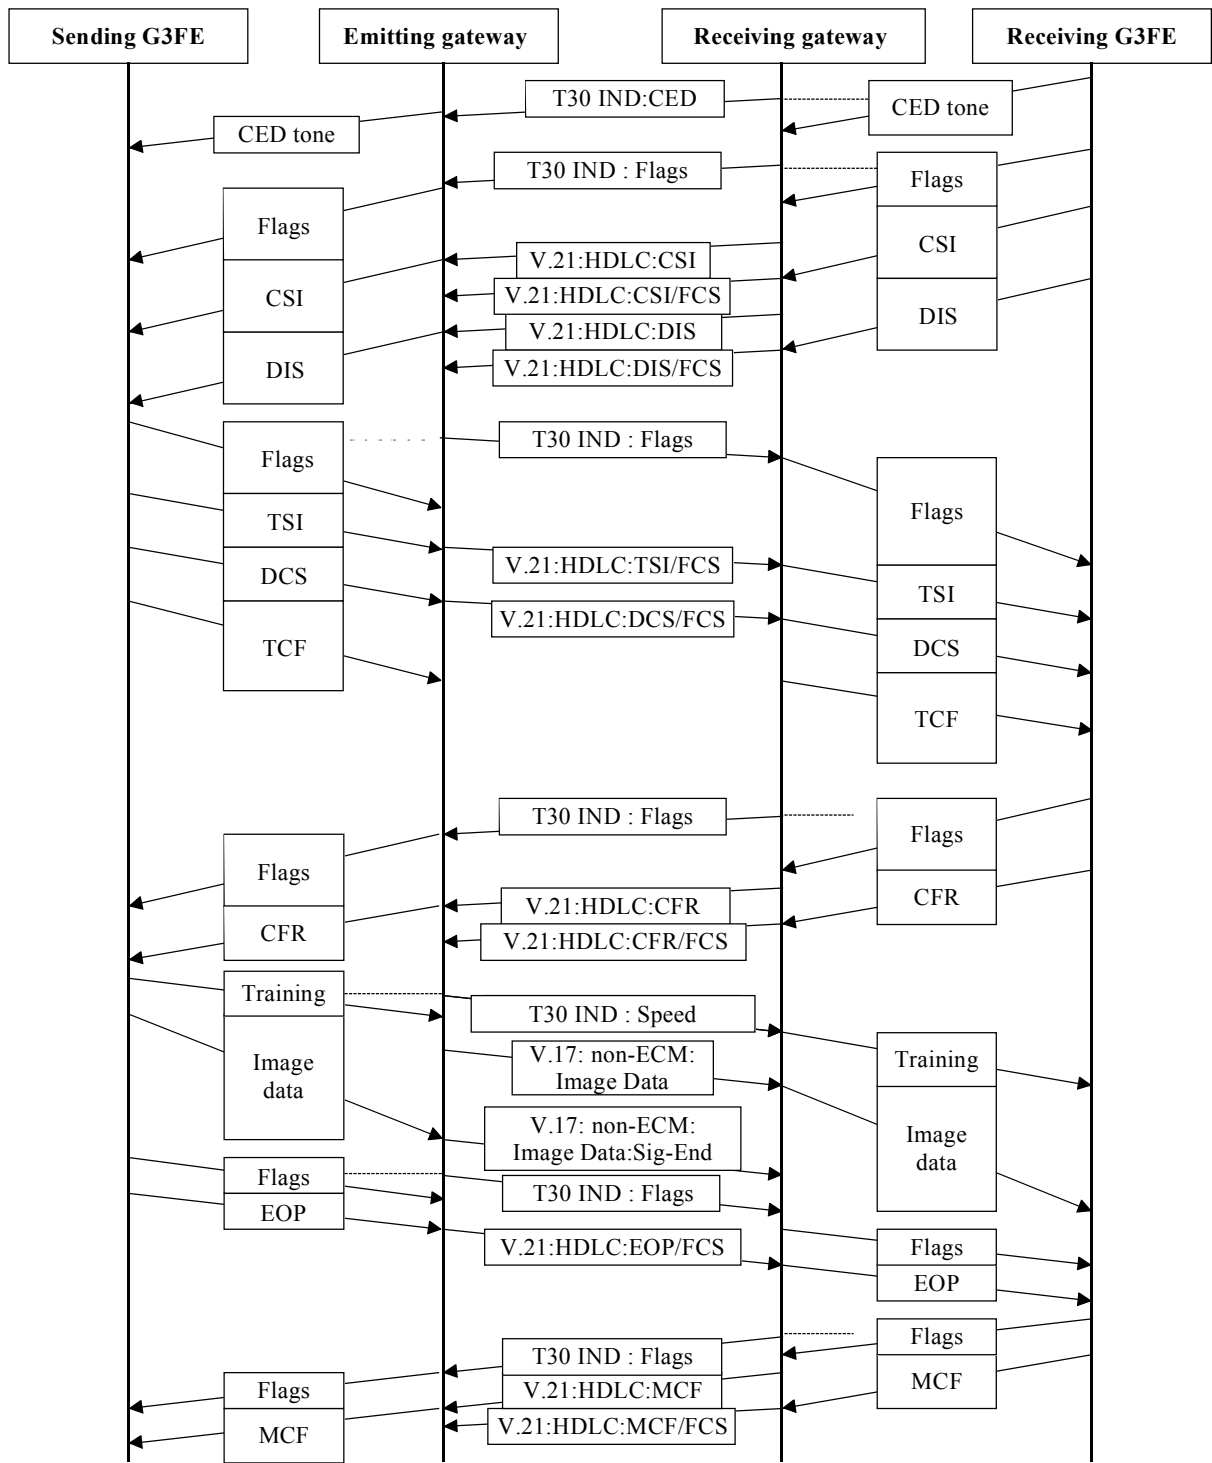 Sending G3FE
Emitting gateway
Receiving gateway
Receiving G3FE
T30 IND:CED
CED tone
CED tone
T30 IND : Flags
Flags
Flags
CSI
V.21:HDLC:CSI
CSI
V.21:HDLC:CSI/FCS
DIS
V.21:HDLC:DIS
DIS
V.21:HDLC:DIS/FCS
T30 IND : Flags
Flags
Flags
TSI
V.21:HDLC:TSI/FCS
DCS
TSI
V.21:HDLC:DCS/FCS
TCF
DCS
TCF
T30 IND : Flags
Flags
Flags
CFR
V.21:HDLC:CFR
CFR
V.21:HDLC:CFR/FCS
Training
T30 IND : Speed
V.17: non-ECM:
Image Data
Training
Image
data
V.17: non-ECM:
Image Data:Sig-End
Image
data
Flags
T30 IND : Flags
EOP
V.21:HDLC:EOP/FCS
Flags
EOP
Flags
T30 IND : Flags
MCF
Flags
V.21:HDLC:MCF
V.21:HDLC:MCF/FCS
MCF